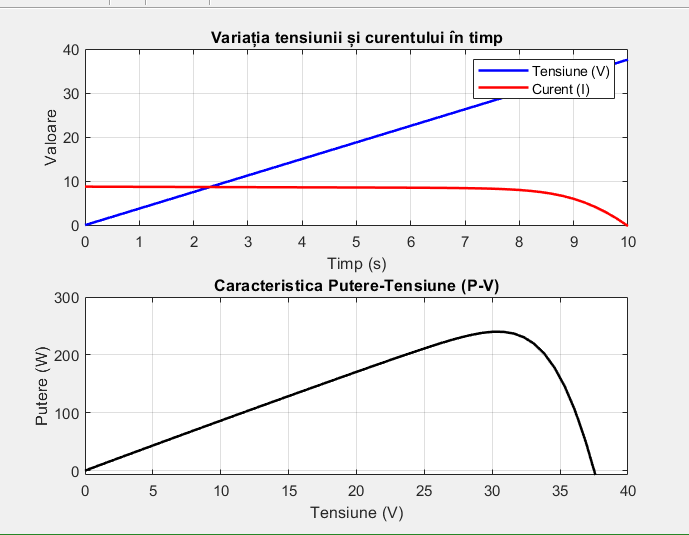 Variația tensiunii și curentului în timp
40
30
20
10
0
Valoare
Tensiune (V)
Curent (I)
0 1 2 3 4 5 6 7 8 9 10
Timp (s)
Caracteristica Putere-Tensiune (P-V)
300
200
100
0
Putere (W)
0 5 10 15 20 25 30 35 40
Tensiune (V)